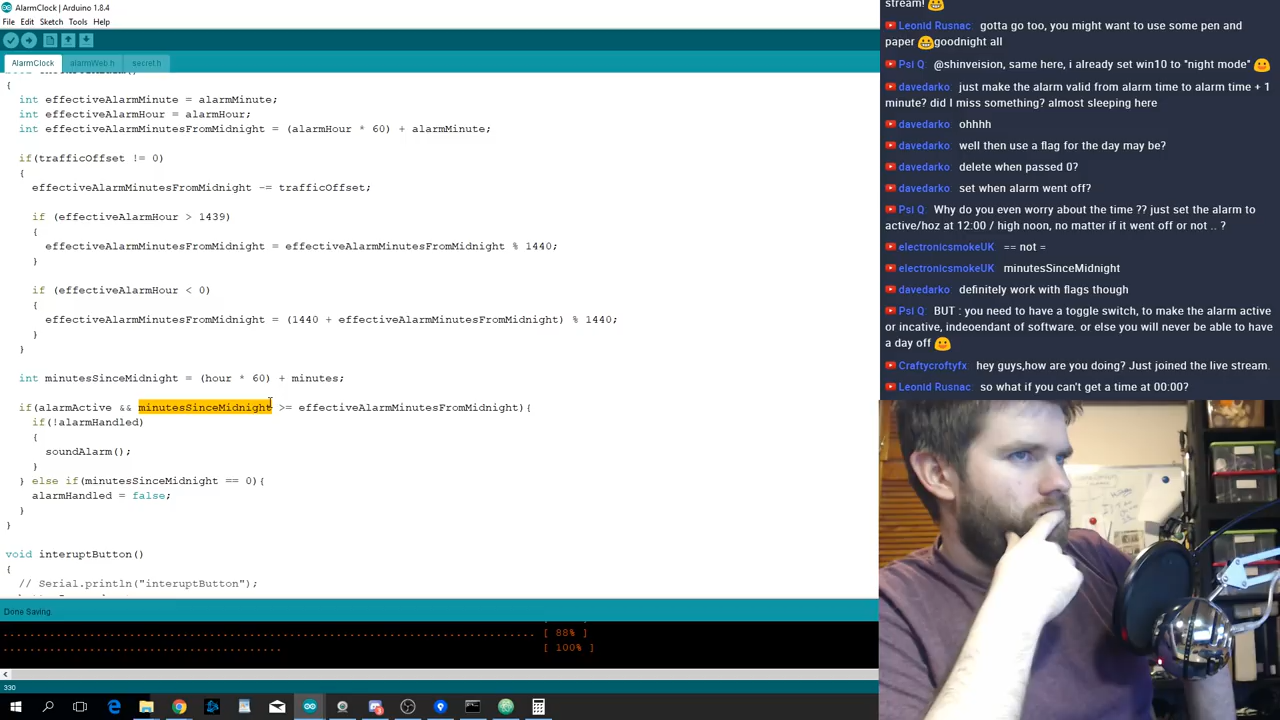 AlarmClock | Arduino 1.8.4
File Edit Sketch Tools Help
AlarmClock alarmWeb.h secret.h
{
int effectiveAlarmMinute = alarmMinute;
int effectiveAlarmHour = alarmHour;
int effectiveAlarmMinutesFromMidnight = (alarmHour * 60) + alarmMinute;
if(trafficOffset != 0)
{
effectiveAlarmMinutesFromMidnight -= trafficOffset;
if (effectiveAlarmHour > 1439)
{
effectiveAlarmMinutesFromMidnight = effectiveAlarmMinutesFromMidnight % 1440;
}
if (effectiveAlarmHour < 0)
{
effectiveAlarmMinutesFromMidnight = (1440 + effectiveAlarmMinutesFromMidnight) % 1440;
}
}
int minutesSinceMidnight = (hour * 60) + minutes;
if(alarmActive && minutesSinceMidnight >= effectiveAlarmMinutesFromMidnight){
if(!alarmHandled)
{
soundAlarm();
}
} else if(minutesSinceMidnight == 0){
alarmHandled = false;
}
}
void interuptButton()
{
// Serial.println("interuptButton");
Done Saving.
[ 88% ]
[ 100% ]
330
stream! 😀
Leonid Rusnac gotta go too, you might want to use some pen and
paper 😀goodnight all
Psi Q @shinveision, same here, i already set win10 to "night mode" 😛
davedarko just make the alarm valid from alarm time to alarm time + 1
minute? did I miss something? almost sleeping here
davedarko ohhhh
davedarko well then use a flag for the day may be?
davedarko delete when passed 0?
davedarko set when alarm went off?
Psi Q Why do you even worry about the time ?? just set the alarm to
active/hoz at 12:00 / high noon, no matter if it went off or not .. ?
electronicsmokeUK == not =
electronicsmokeUK minutesSinceMidnight
davedarko definitely work with flags though
Psi Q BUT : you need to have a toggle switch, to make the alarm active
or incative, indeoendant of software. or else you will never be able to have
a day off 😛
Craftycroftyfx hey guys,how are you doing? Just joined the live stream.
Leonid Rusnac so what if you can't get a time at 00:00?